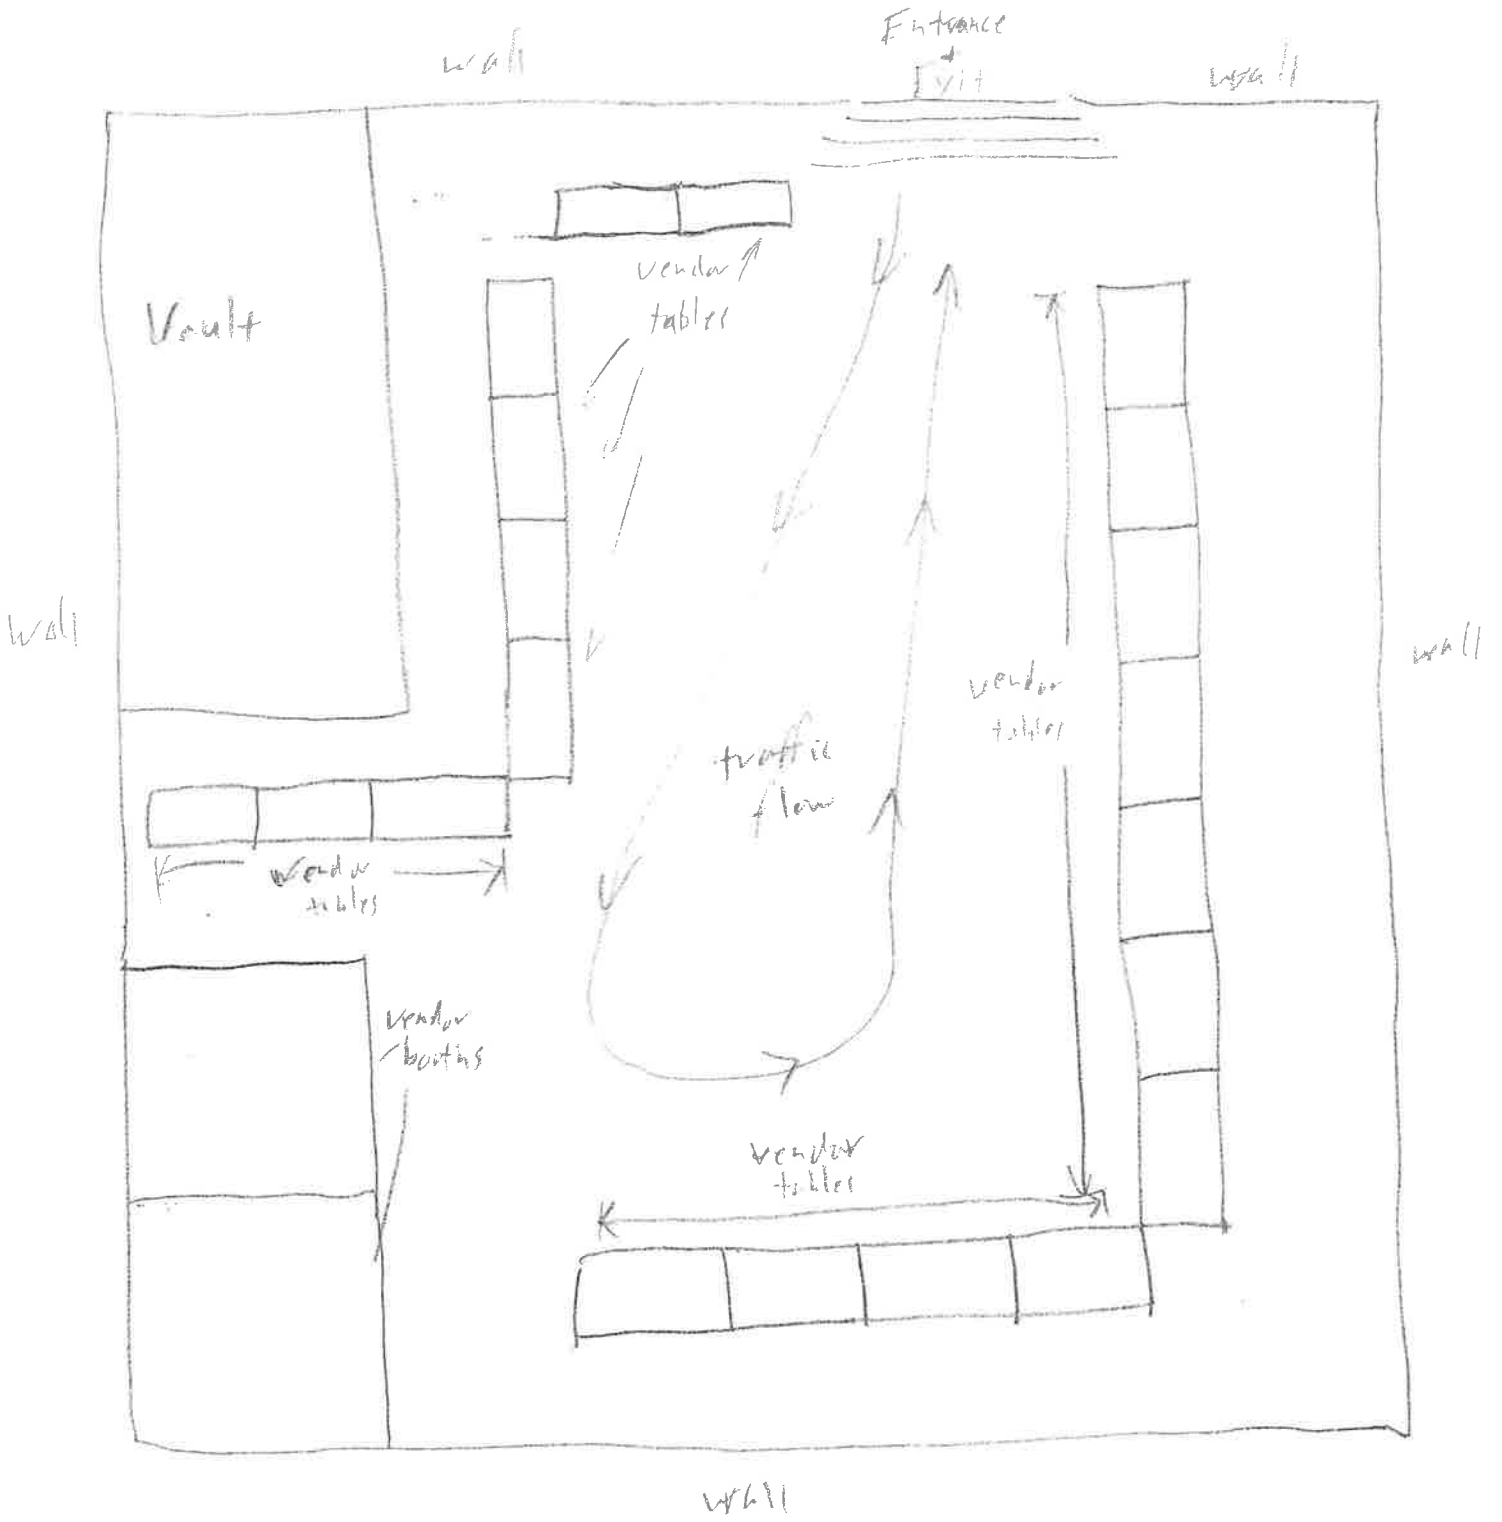 Entrance
+
Exit
wall
wall
vendor
tables
Vault
wall
wall
vendor
tables
traffic
flow
vendor
tables
vendor
booths
vendor
tables
wall